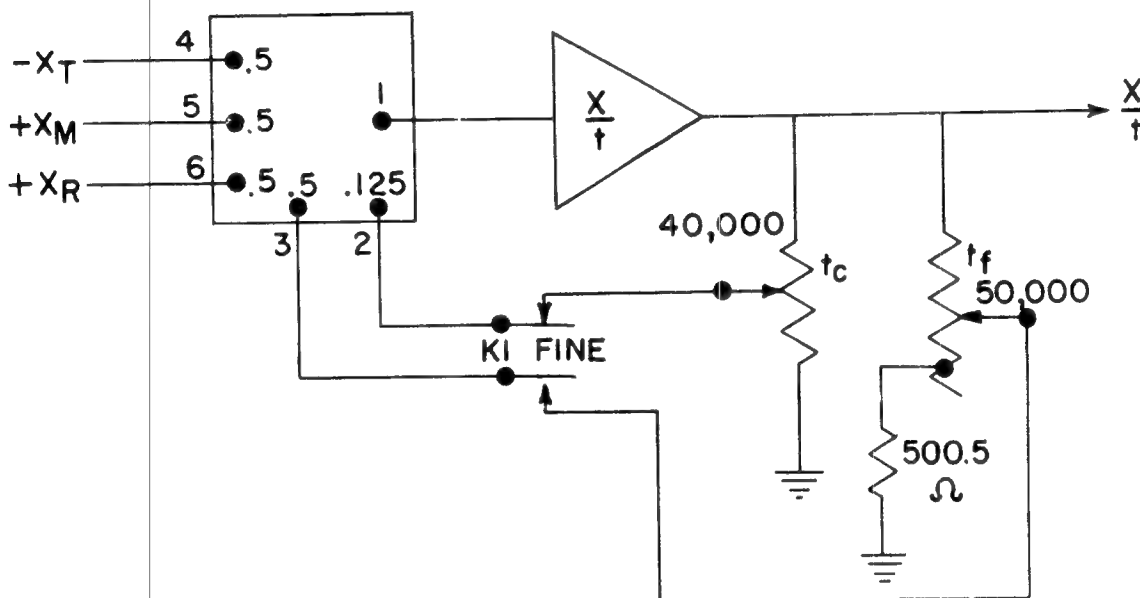 4
-X_T
.5
5
+X_M
.5
1
6
+X_R
.5
.5 .125
3 2
X
t
X
t
40,000
t_c
t_f
50,000
K1 FINE
500.5
Ω